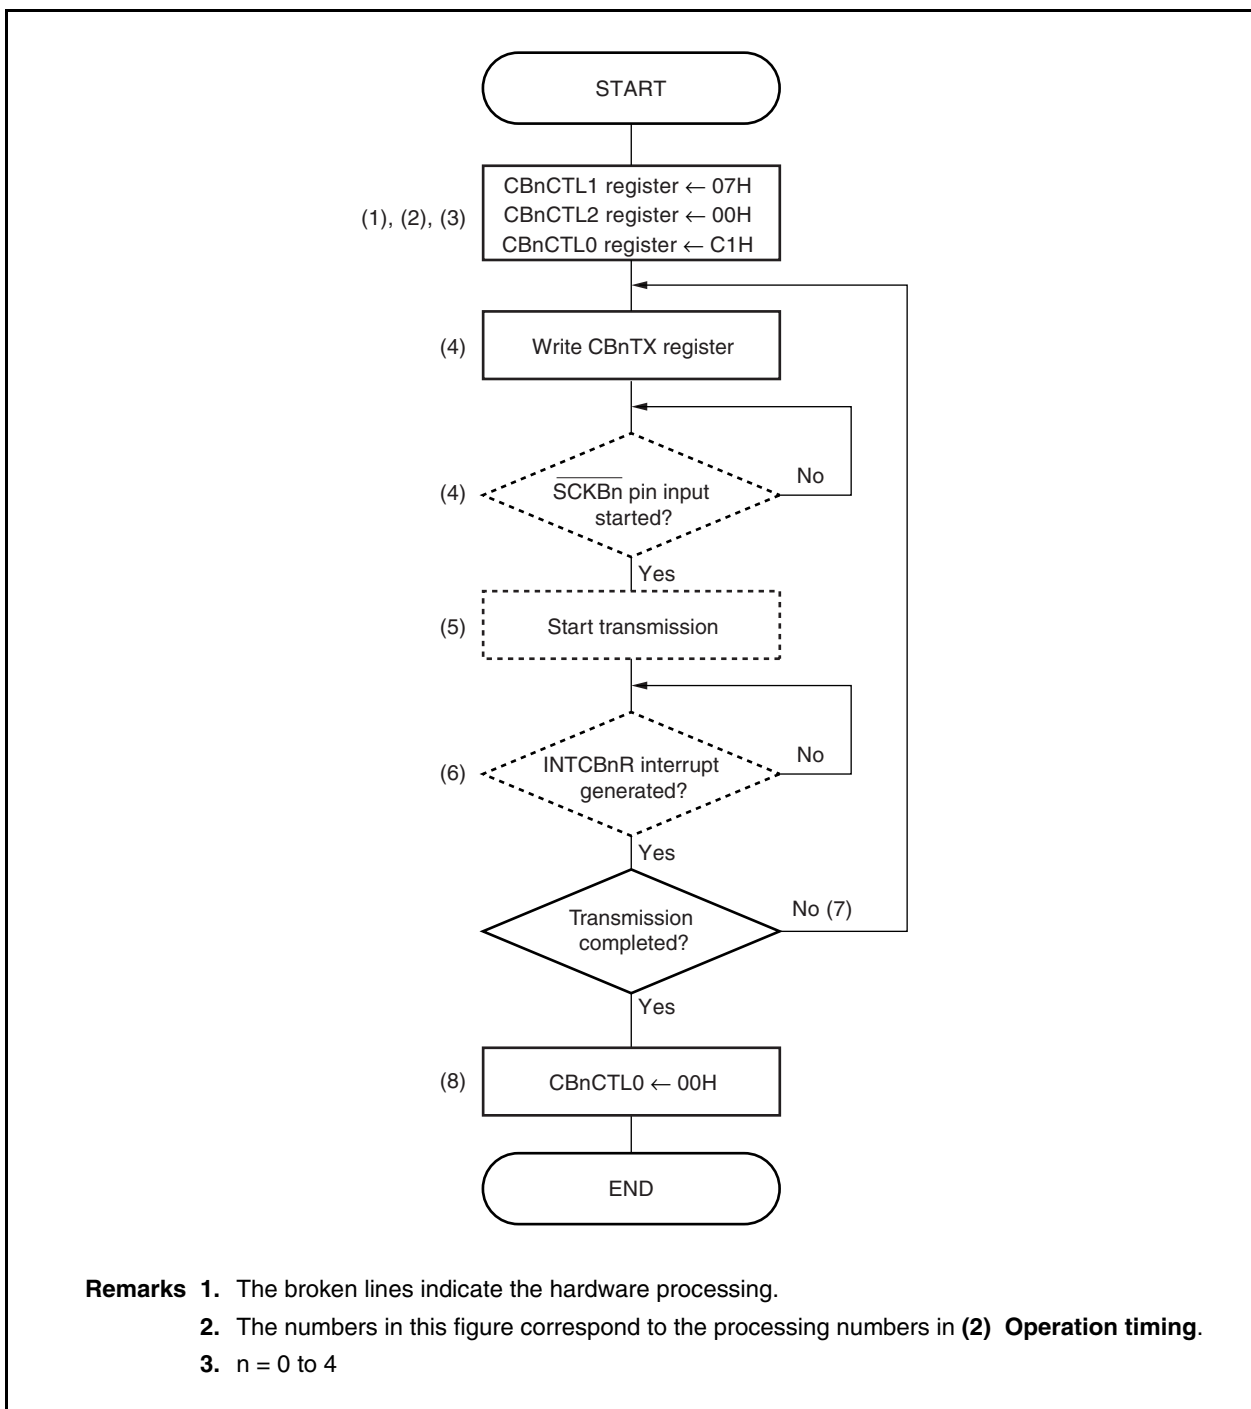 START
CBnCTL1 register ← 07H
(1), (2), (3)
CBnCTL2 register ← 00H
CBnCTL0 register ← C1H
(4)
Write CBnTX register
(4)
SCKBn pin input
started?
No
Yes
(5)
Start transmission
(6)
INTCBnR interrupt
generated?
No
Yes
Transmission
completed?
No (7)
Yes
(8)
CBnCTL0 ← 00H
END
Remarks 1. The broken lines indicate the hardware processing.
2. The numbers in this figure correspond to the processing numbers in (2) Operation timing.
3. n = 0 to 4